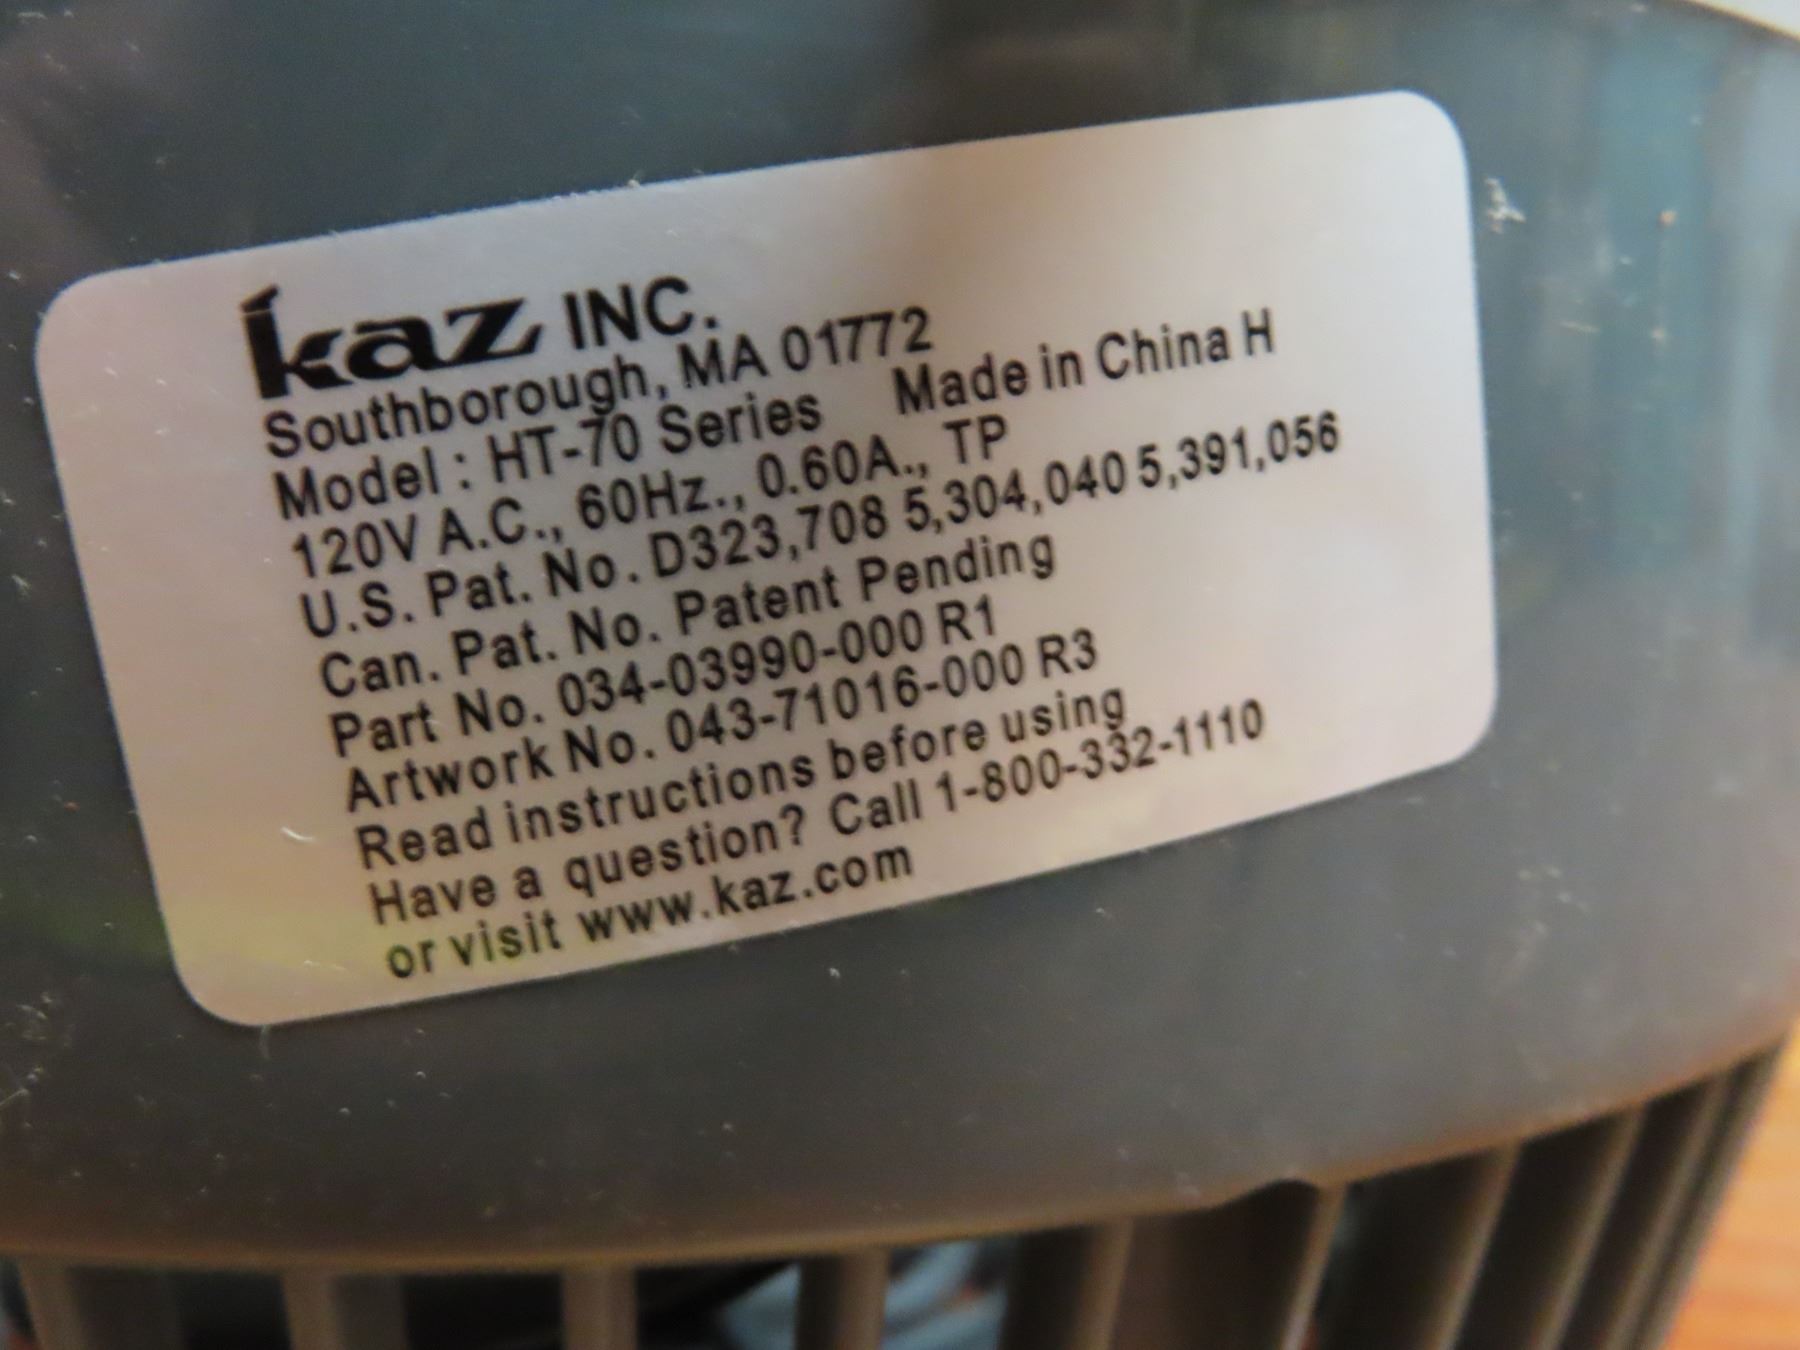 kaz INC.
Southborough, MA 01772
Model : HT-70 Series Made in China H
120V A.C., 60Hz., 0.60A., TP
U.S. Pat. No. D323,708 5,304,040 5,391,056
Can. Pat. No. Patent Pending
Part No. 034-03990-000 R1
Artwork No. 043-71016-000 R3
Read instructions before using
Have a question? Call 1-800-332-1110
or visit www.kaz.com